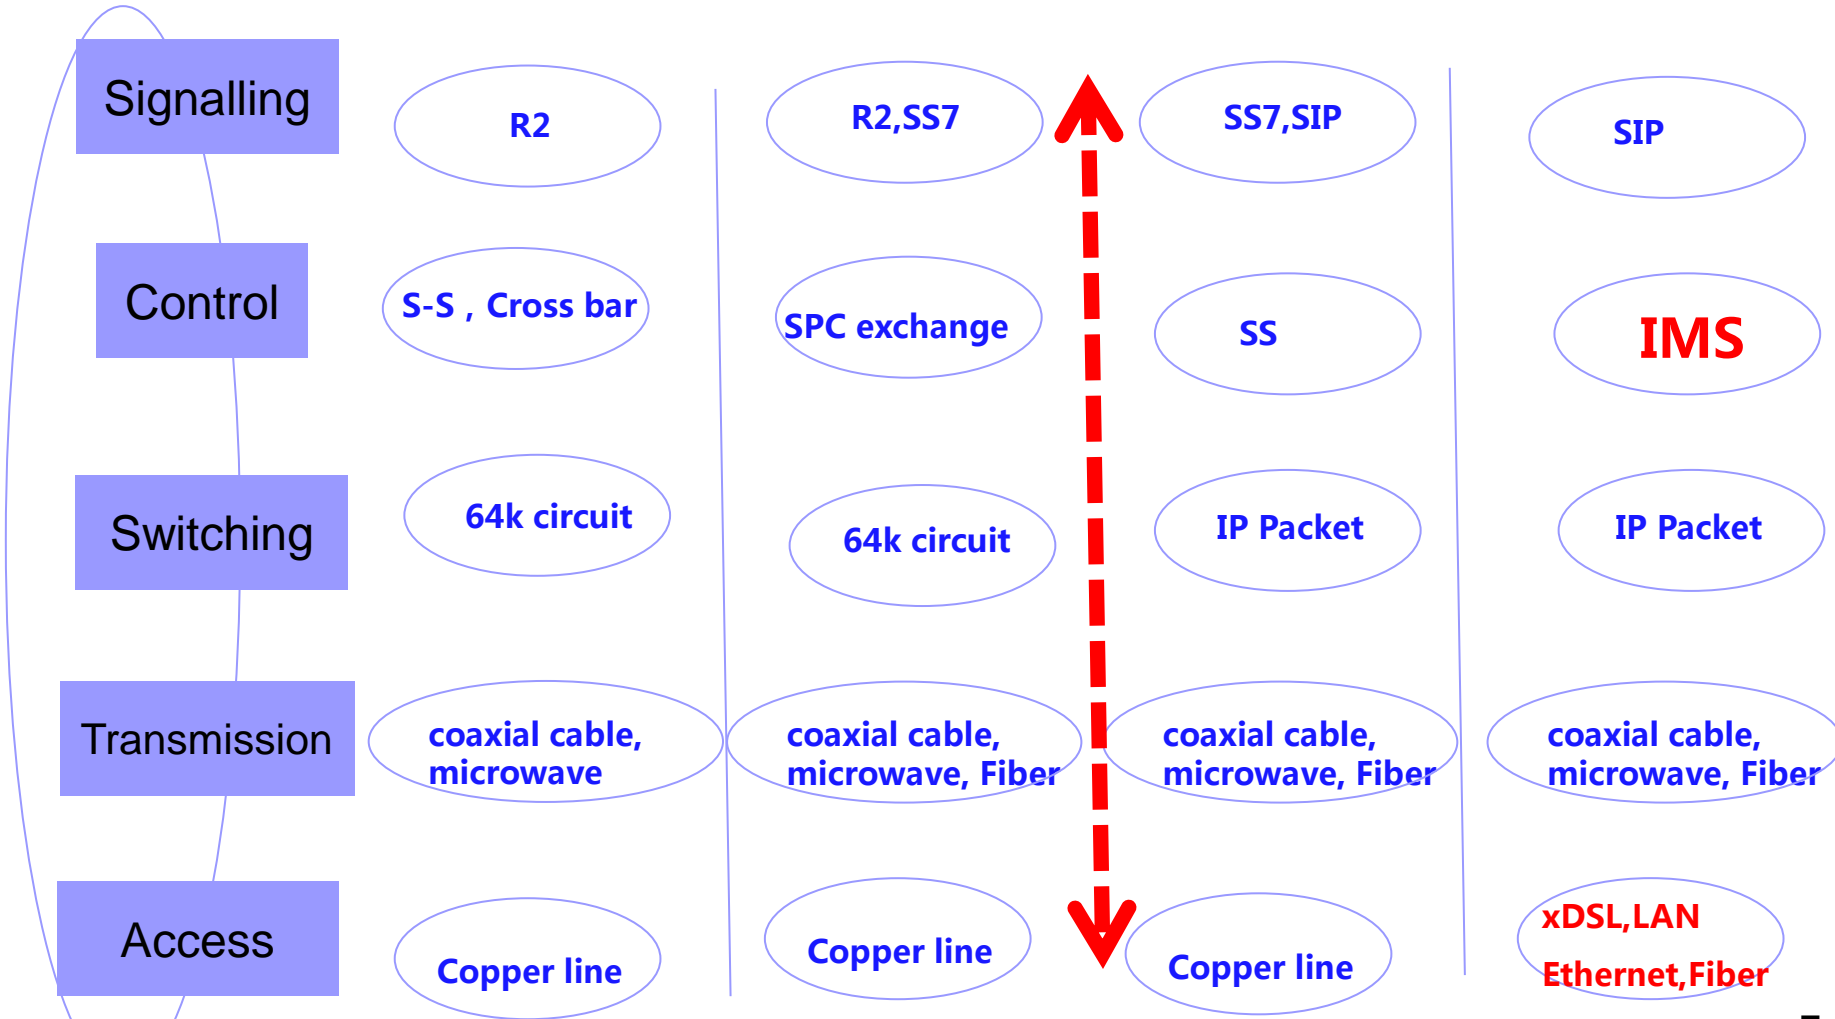 Signalling
R2
R2,SS7
SS7,SIP
SIP
Control
S-S , Cross bar
SPC exchange
SS
IMS
Switching
64k circuit
64k circuit
IP Packet
IP Packet
Transmission
coaxial cable,
microwave
coaxial cable,
microwave, Fiber
coaxial cable,
microwave, Fiber
coaxial cable,
microwave, Fiber
Access
Copper line
Copper line
Copper line
xDSL,LAN
Ethernet,Fiber